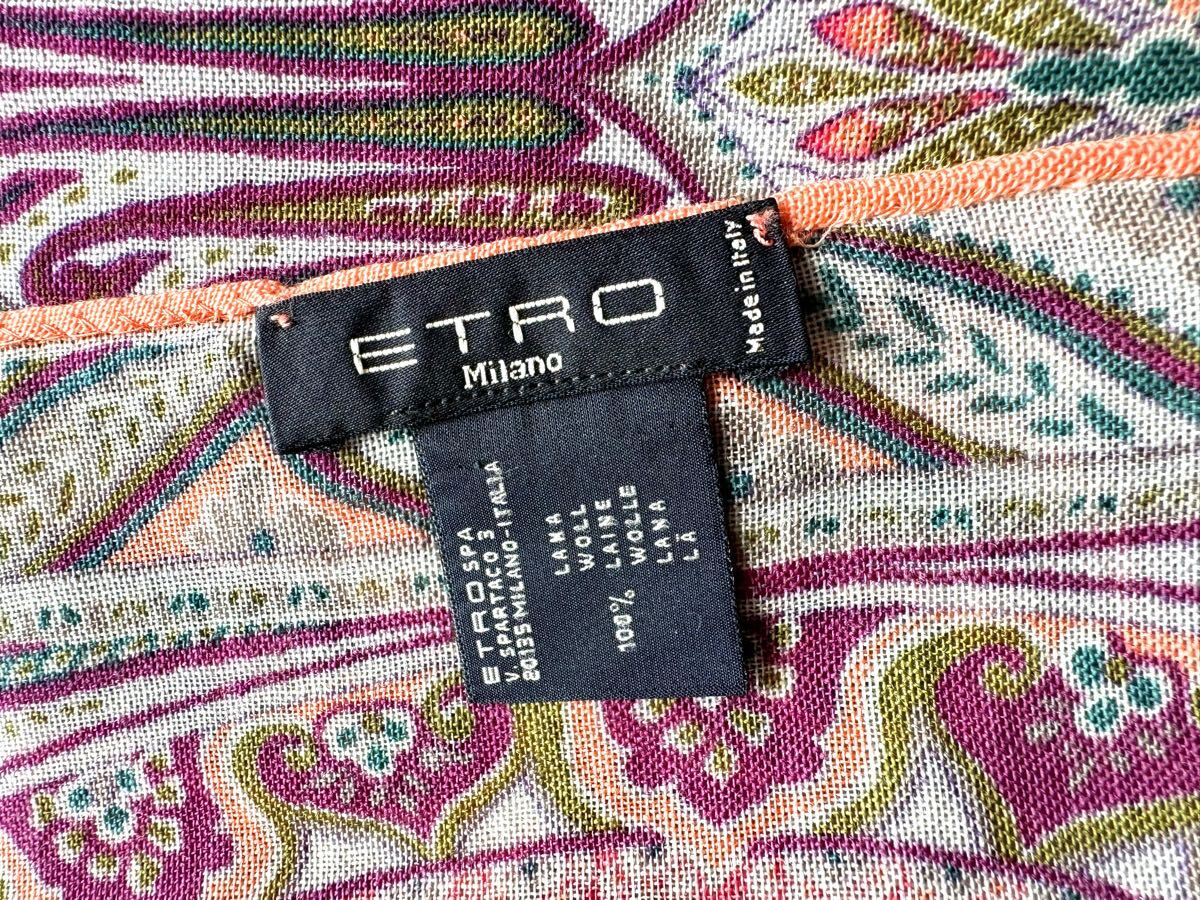 ETRO
Milano
Made in Italy
ETRO SPA
V. SPARTACO 3
20135 MILANO-ITALIA
100%
LANA
WOLL
LAINE
WOLLE
LANA
LÃ